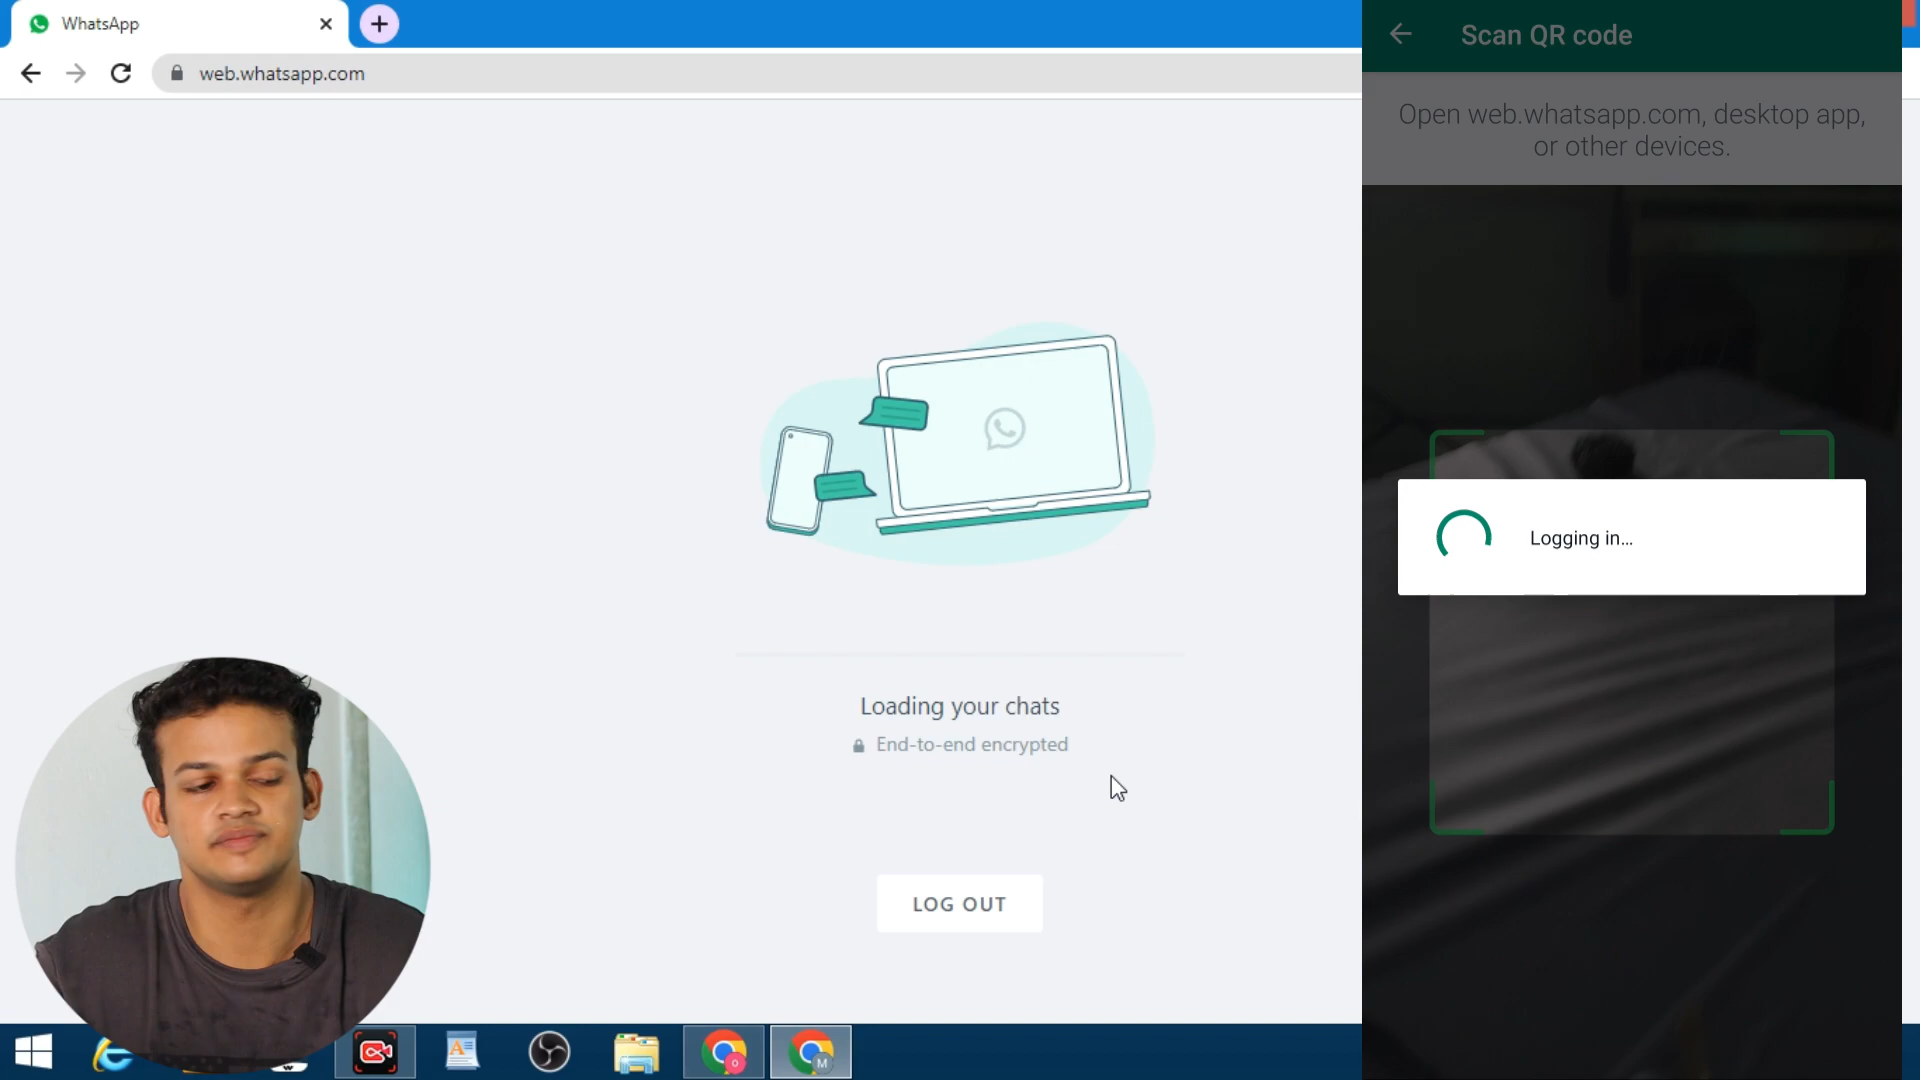 WhatsApp
web.whatsapp.com
Loading your chats
End-to-end encrypted
LOG OUT
Scan QR code
Open web.whatsapp.com, desktop app,
or other devices.
Logging in...
A
o
M